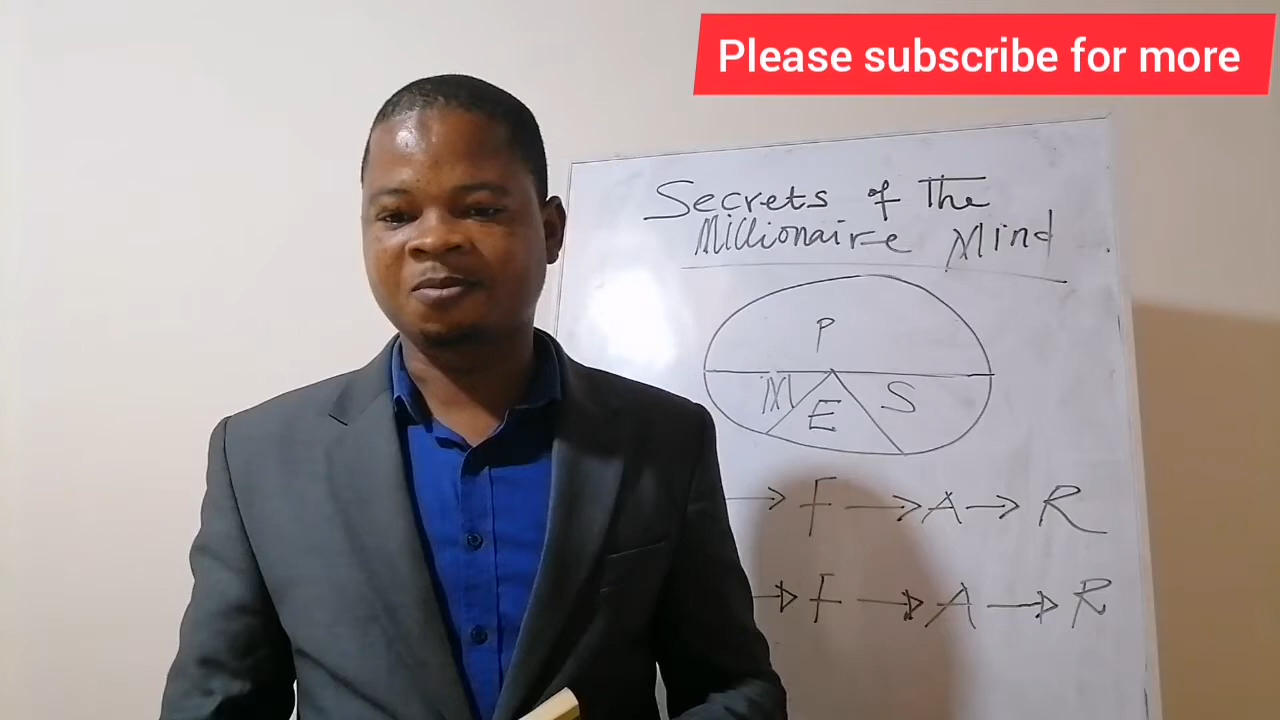 Please subscribe for more
Secrets of The
Millionaire Mind
P
M E S
→ F → A → R
→ F → A → R